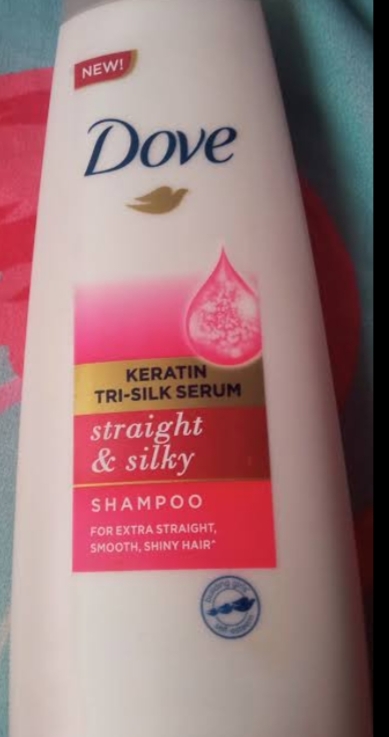 NEW!
Dove
KERATIN
TRI-SILK SERUM
straight
& silky
SHAMPOO
FOR EXTRA STRAIGHT,
SMOOTH, SHINY HAIR*